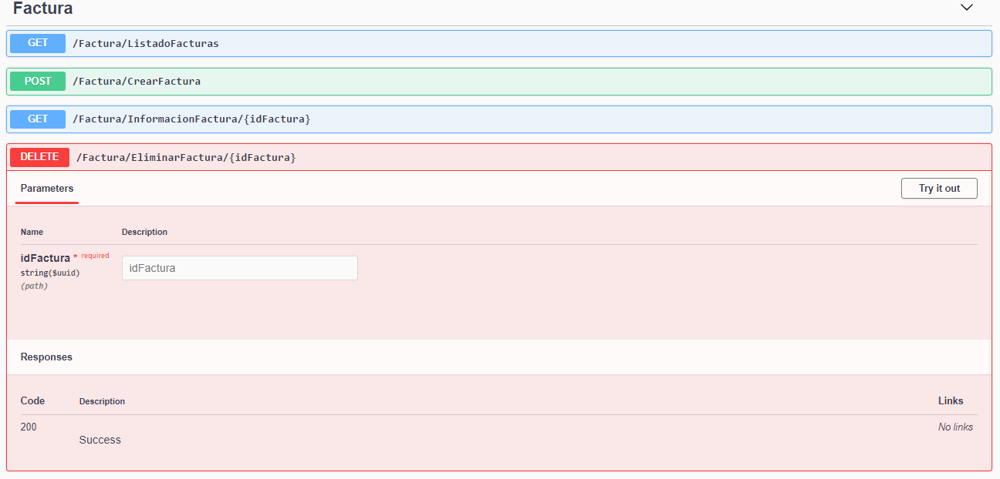 Factura
GET /Factura/ListadoFacturas
POST /Factura/CrearFactura
GET /Factura/InformacionFactura/{idFactura}
DELETE /Factura/EliminarFactura/{idFactura}
Parameters Try it out
Name Description
idFactura * required
idFactura
string($uuid)
(path)
Responses
Code Description Links
200 No links
Success